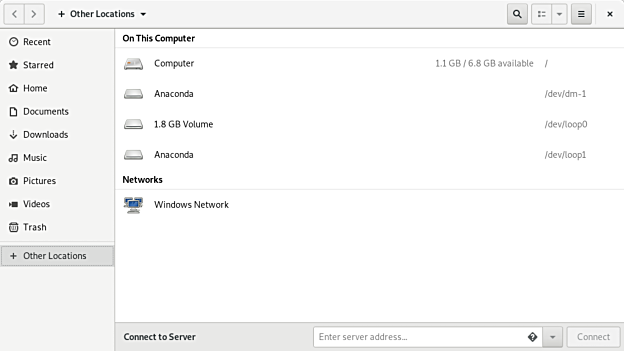 Other Locations
Recent
Starred
Home
Documents
Downloads
Music
Pictures
Videos
Trash
Other Locations
On This Computer
Computer 1.1 GB / 6.8 GB available /
Anaconda /dev/dm-1
1.8 GB Volume /dev/loop0
Anaconda /dev/loop1
Networks
Windows Network
Connect to Server Enter server address… Connect